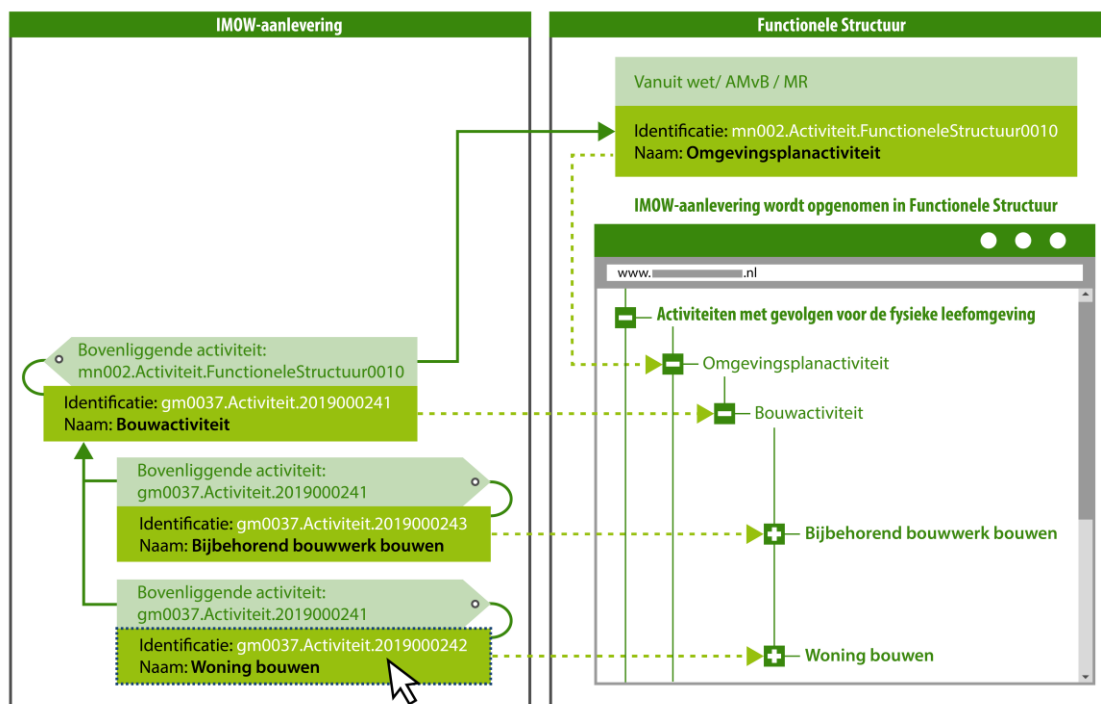 IMOW-aanlevering
Bovenliggende activiteit:
mn002.Activiteit.FunctioneleStructuur0010
Identificatie: gm0037.Activiteit.2019000241
Naam: Bouwactiviteit
Bovenliggende activiteit:
gm0037.Activiteit.2019000241
Identificatie: gm0037.Activiteit.2019000243
Naam: Bijbehorend bouwwerk bouwen
Bovenliggende activiteit:
gm0037.Activiteit.2019000241
Identificatie: gm0037.Activiteit.2019000242
Naam: Woning bouwen
Functionele Structuur
Vanuit wet/ AMvB / MR
Identificatie: mn002.Activiteit.FunctioneleStructuur0010
Naam: Omgevingsplanactiviteit
IMOW-aanlevering wordt opgenomen in Functionele Structuur
www. .nl
Activiteiten met gevolgen voor de fysieke leefomgeving
Omgevingsplanactiviteit
Bouwactiviteit
Bijbehorend bouwwerk bouwen
Woning bouwen